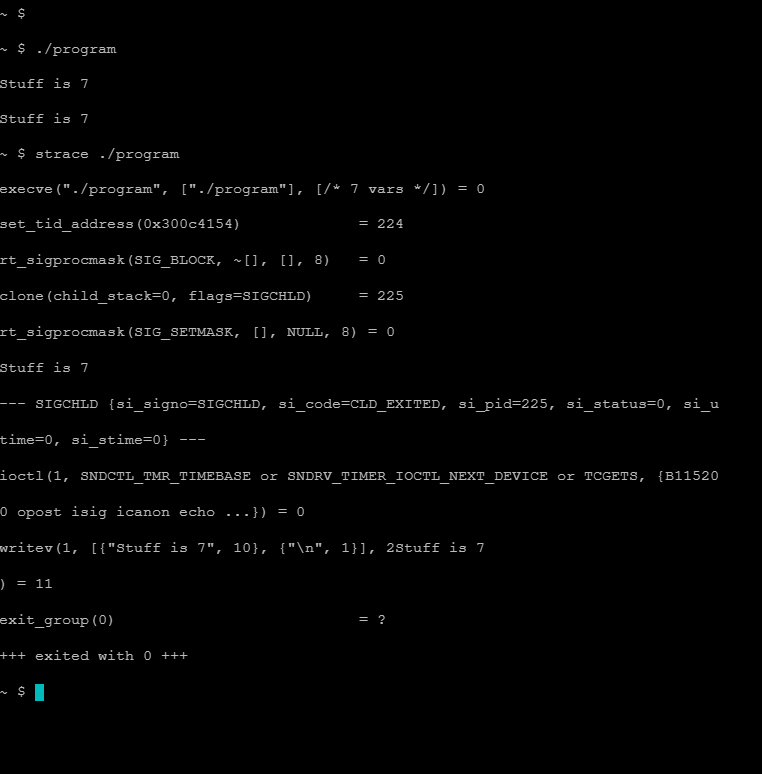 ~ $
~ $ ./program
Stuff is 7
Stuff is 7
~ $ strace ./program
execve("./program", ["./program"], [/* 7 vars */]) = 0
set_tid_address(0x300c4154)             = 224
rt_sigprocmask(SIG_BLOCK, ~[], [], 8)   = 0
clone(child_stack=0, flags=SIGCHLD)     = 225
rt_sigprocmask(SIG_SETMASK, [], NULL, 8) = 0
Stuff is 7
--- SIGCHLD {si_signo=SIGCHLD, si_code=CLD_EXITED, si_pid=225, si_status=0, si_u
time=0, si_stime=0} ---
ioctl(1, SNDCTL_TMR_TIMEBASE or SNDRV_TIMER_IOCTL_NEXT_DEVICE or TCGETS, {B11520
0 opost isig icanon echo ...}) = 0
writev(1, [{"Stuff is 7", 10}, {"\n", 1}], 2Stuff is 7
) = 11
exit_group(0)                           = ?
+++ exited with 0 +++
~ $